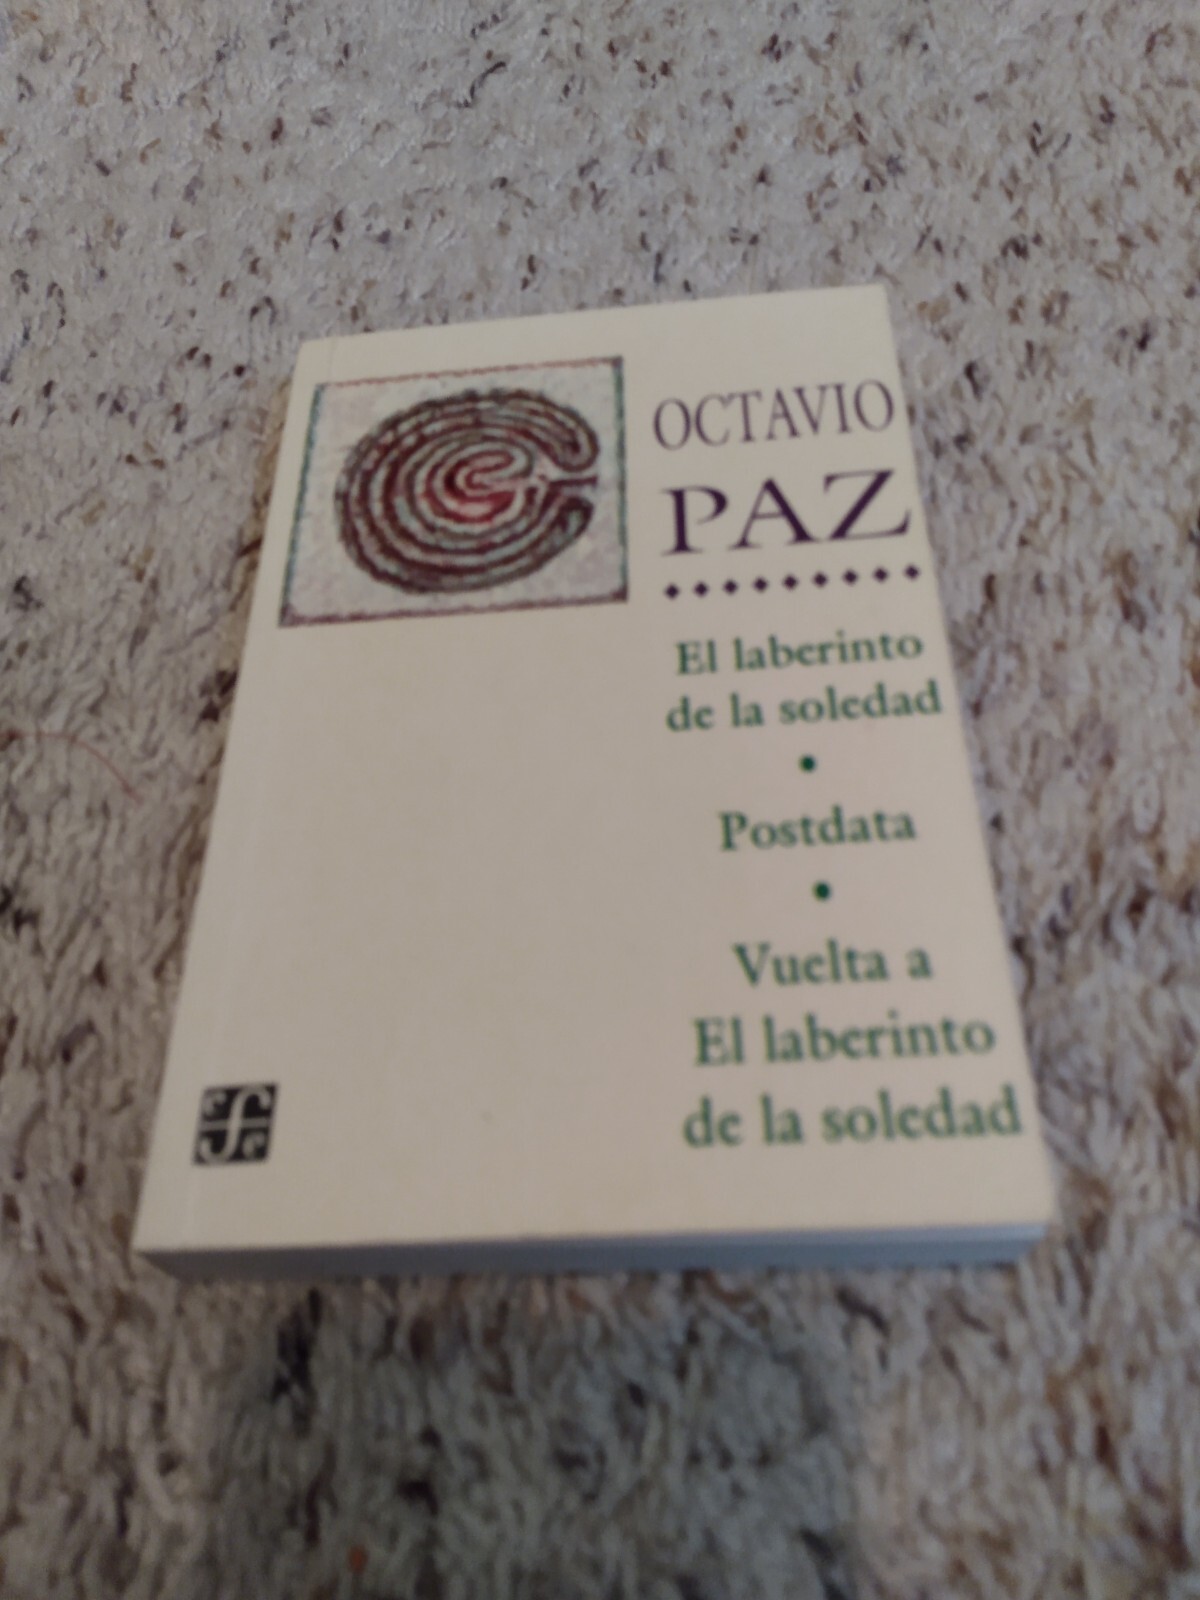 OCTAVIO
PAZ
El laberinto
de la soledad
•
Postdata
•
Vuelta a
El laberinto
de la soledad